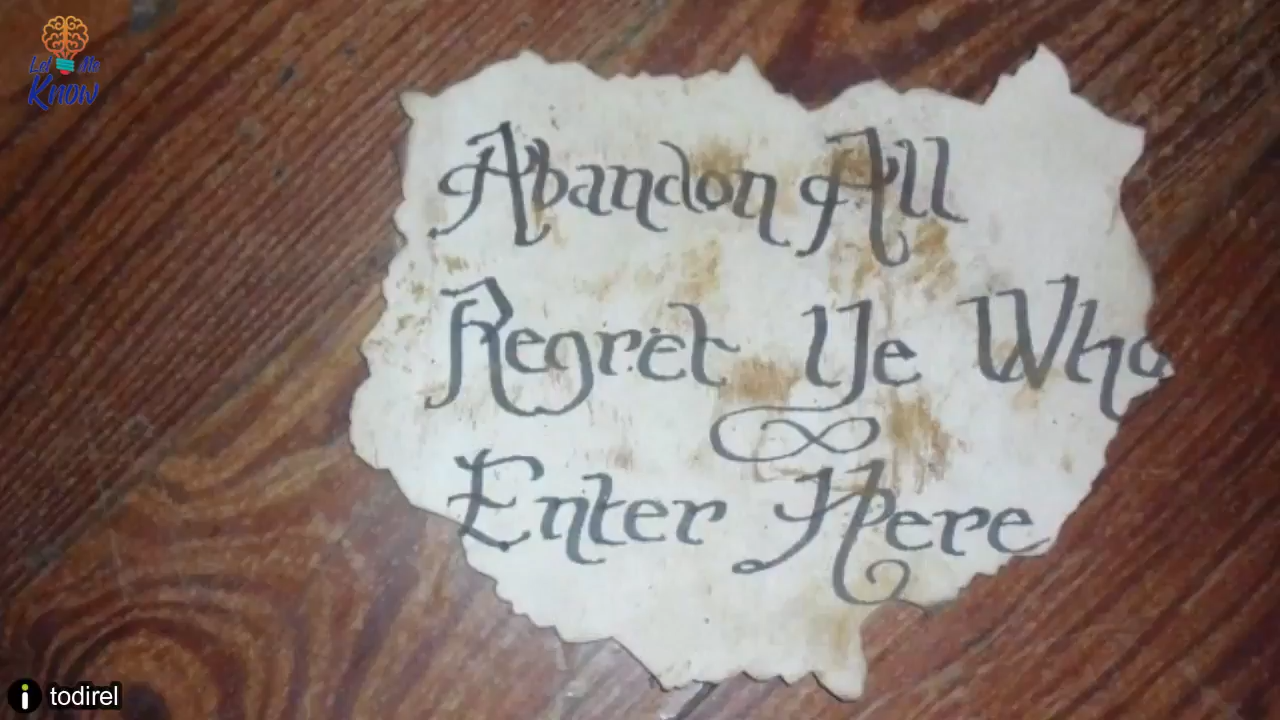 Let Me
Know
Abandon All
Regret Ye Who
Enter Here
todirel